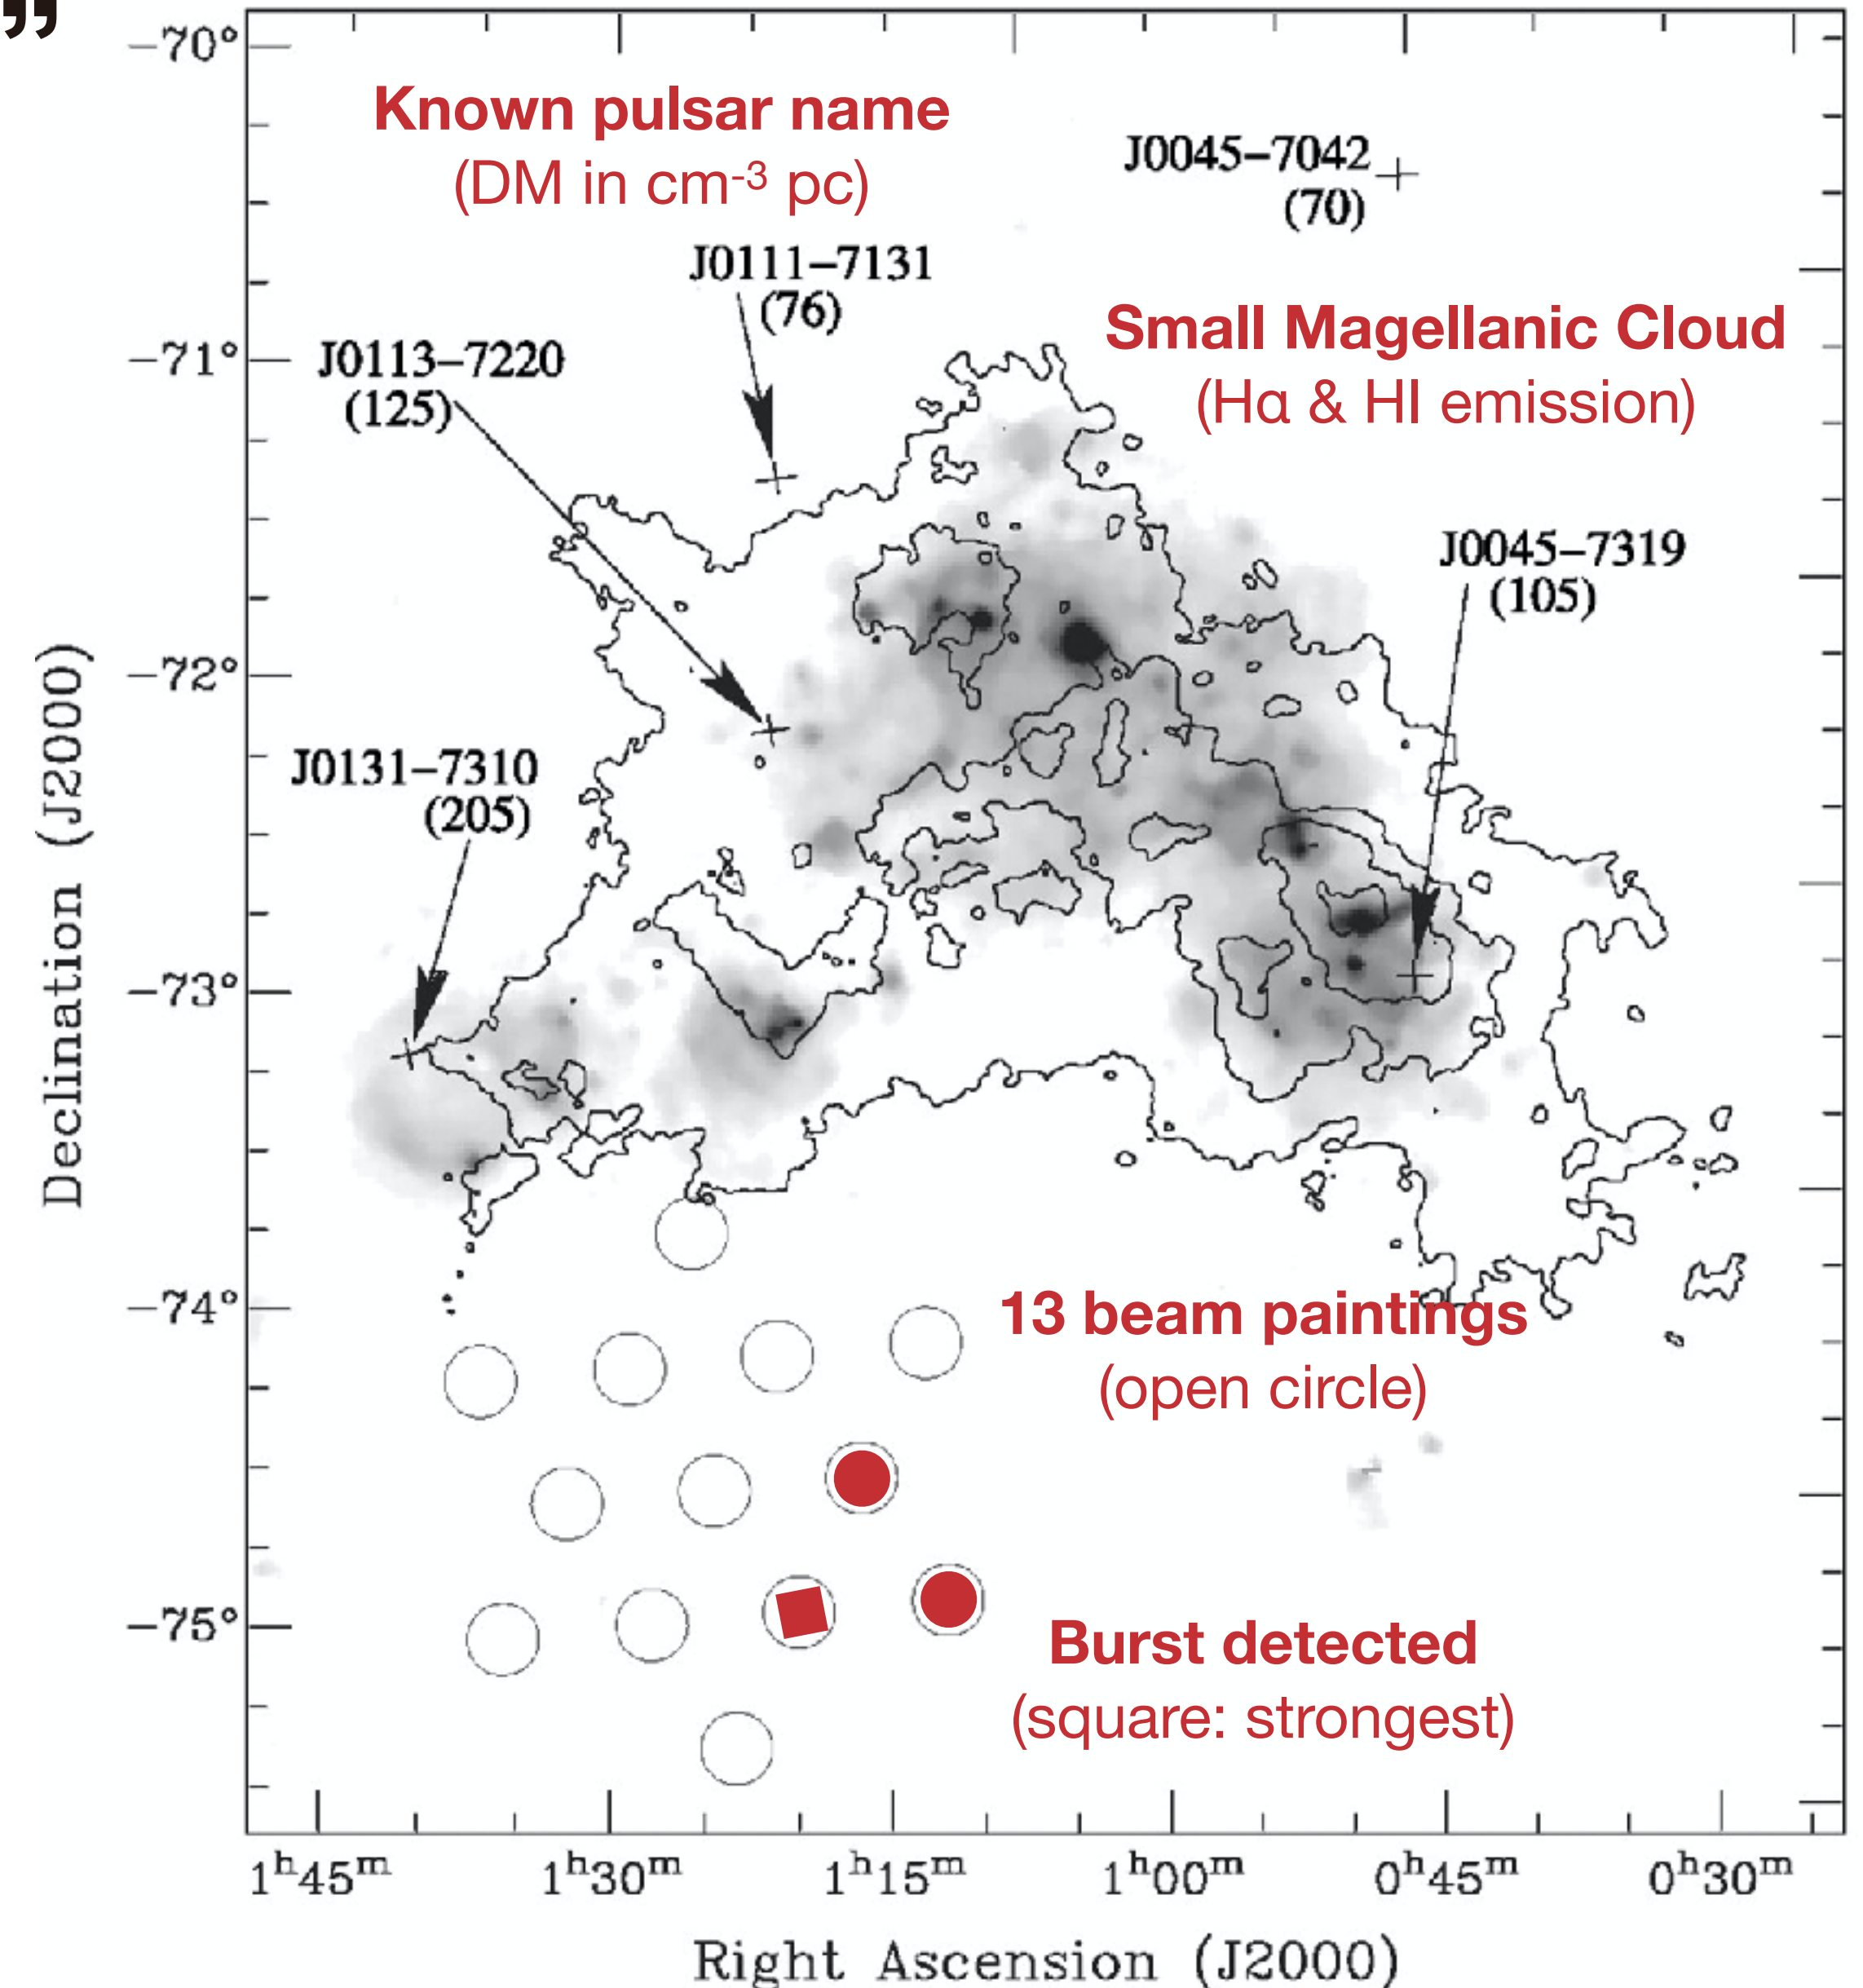 ”
−70°
Known pulsar name
(DM in cm-3 pc)
J0045−7042
(70)
J0111−7131
(76)
Small Magellanic Cloud
(Hα & HI emission)
−71°
J0113−7220
(125)
J0045−7319
(105)
−72°
J0131−7310
(205)
Declination (J2000)
−73°
−74°
13 beam paintings
(open circle)
−75°
Burst detected
(square: strongest)
1h45m 1h30m 1h15m 1h00m 0h45m 0h30m
Right Ascension (J2000)